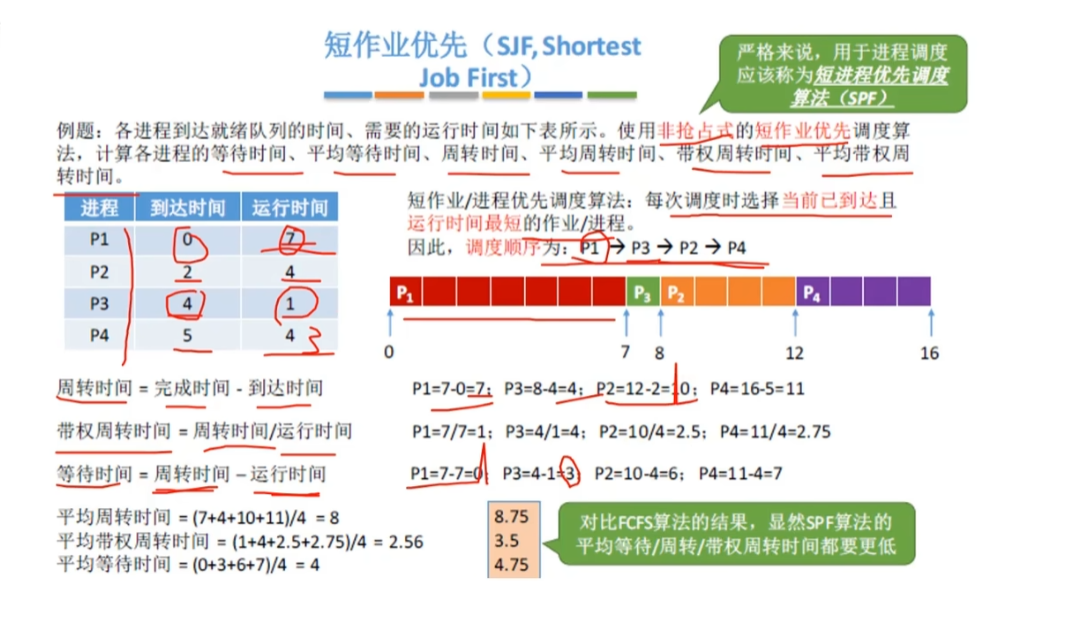 短作业优先（SJF, Shortest
Job First）
严格来说，用于进程调度
应该称为短进程优先调度
算法（SPF）
例题：各进程到达就绪队列的时间、需要的运行时间如下表所示。使用非抢占式的短作业优先调度算
法，计算各进程的等待时间、平均等待时间、周转时间、平均周转时间、带权周转时间、平均带权周
转时间。
进程 到达时间 运行时间
P1 0 7
P2 2 4
P3 4 1
P4 5 4 3
短作业/进程优先调度算法：每次调度时选择当前已到达且
运行时间最短的作业/进程。
因此，调度顺序为：P1→P3→P2→P4
P1 P3 P2 P4
0 7 8 12 16
周转时间 = 完成时间 - 到达时间
P1=7-0=7；P3=8-4=4；P2=12-2=10；P4=16-5=11
带权周转时间 = 周转时间/运行时间
P1=7/7=1；P3=4/1=4；P2=10/4=2.5；P4=11/4=2.75
等待时间 = 周转时间 – 运行时间
P1=7-7=0；P3=4-1=3；P2=10-4=6；P4=11-4=7
平均周转时间 = (7+4+10+11)/4 = 8
平均带权周转时间 = (1+4+2.5+2.75)/4 = 2.56
平均等待时间 = (0+3+6+7)/4 = 4
8.75
3.5
4.75
对比FCFS算法的结果，显然SPF算法的
平均等待/周转/带权周转时间都要更低